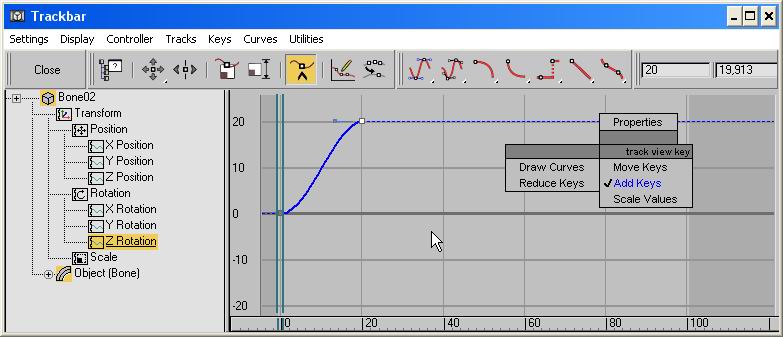 Trackbar
Settings Display Controller Tracks Keys Curves Utilities
Close
20 19,913
Bone02
Transform
Position
X Position
Y Position
Z Position
Rotation
X Rotation
Y Rotation
Z Rotation
Scale
Object (Bone)
20
10
0
-10
-20
Properties
track view key
Draw Curves Move Keys
Reduce Keys Add Keys
Scale Values
0 20 40 60 80 100 120